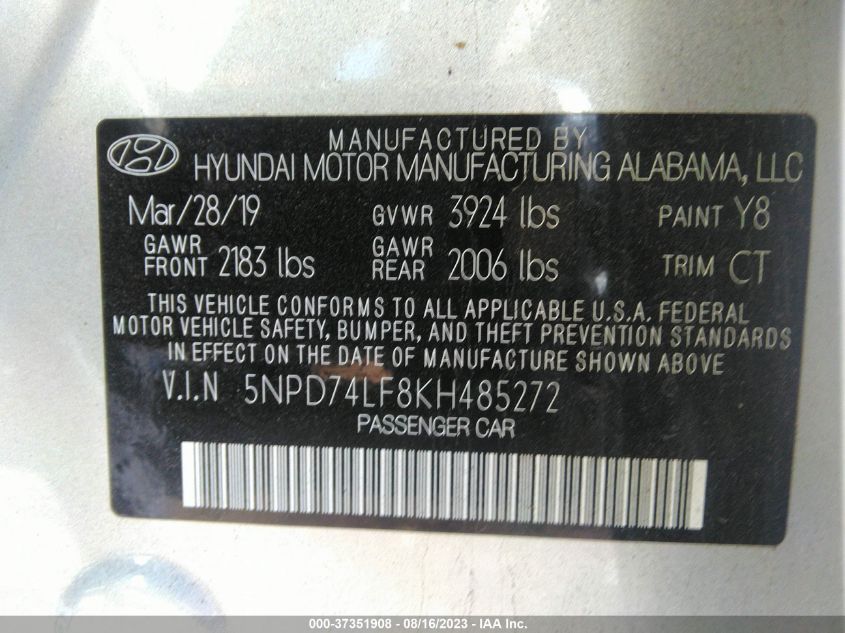 MANUFACTURED BY
HYUNDAI MOTOR MANUFACTURING ALABAMA, LLC
Mar/28/19 GVWR 3924 lbs PAINT Y8
GAWR FRONT 2183 lbs GAWR REAR 2006 lbs TRIM CT
THIS VEHICLE CONFORMS TO ALL APPLICABLE U.S.A. FEDERAL
MOTOR VEHICLE SAFETY, BUMPER, AND THEFT PREVENTION STANDARDS
IN EFFECT ON THE DATE OF MANUFACTURE SHOWN ABOVE
V.I.N 5NPD74LF8KH485272
PASSENGER CAR
000-37351908 - 08/16/2023 - IAA Inc.